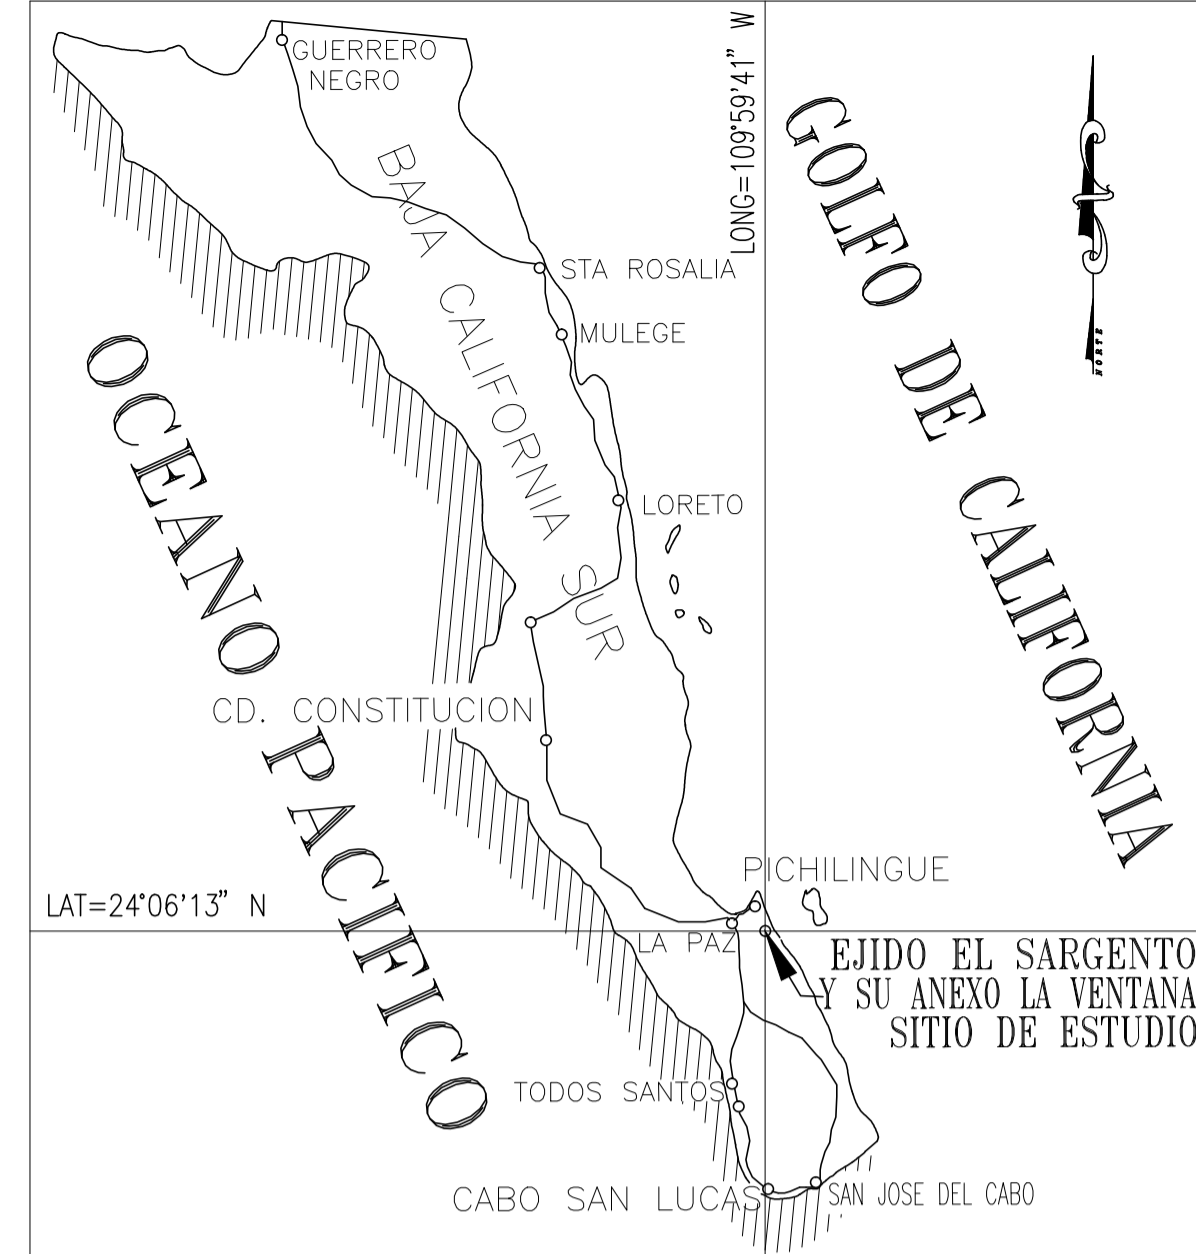 GUERRERO
NEGRO
LONG=109°59'41" W
GOLFO DE CALIFORNIA
NORTE
BAJA CALIFORNIA SUR
STA ROSALIA
MULEGE
OCEANO PACIFICO
LORETO
CD. CONSTITUCION
PICHILINGUE
LAT=24°06'13" N
LA PAZ
EJIDO EL SARGENTO
Y SU ANEXO LA VENTANA
SITIO DE ESTUDIO
TODOS SANTOS
CABO SAN LUCAS
SAN JOSE DEL CABO